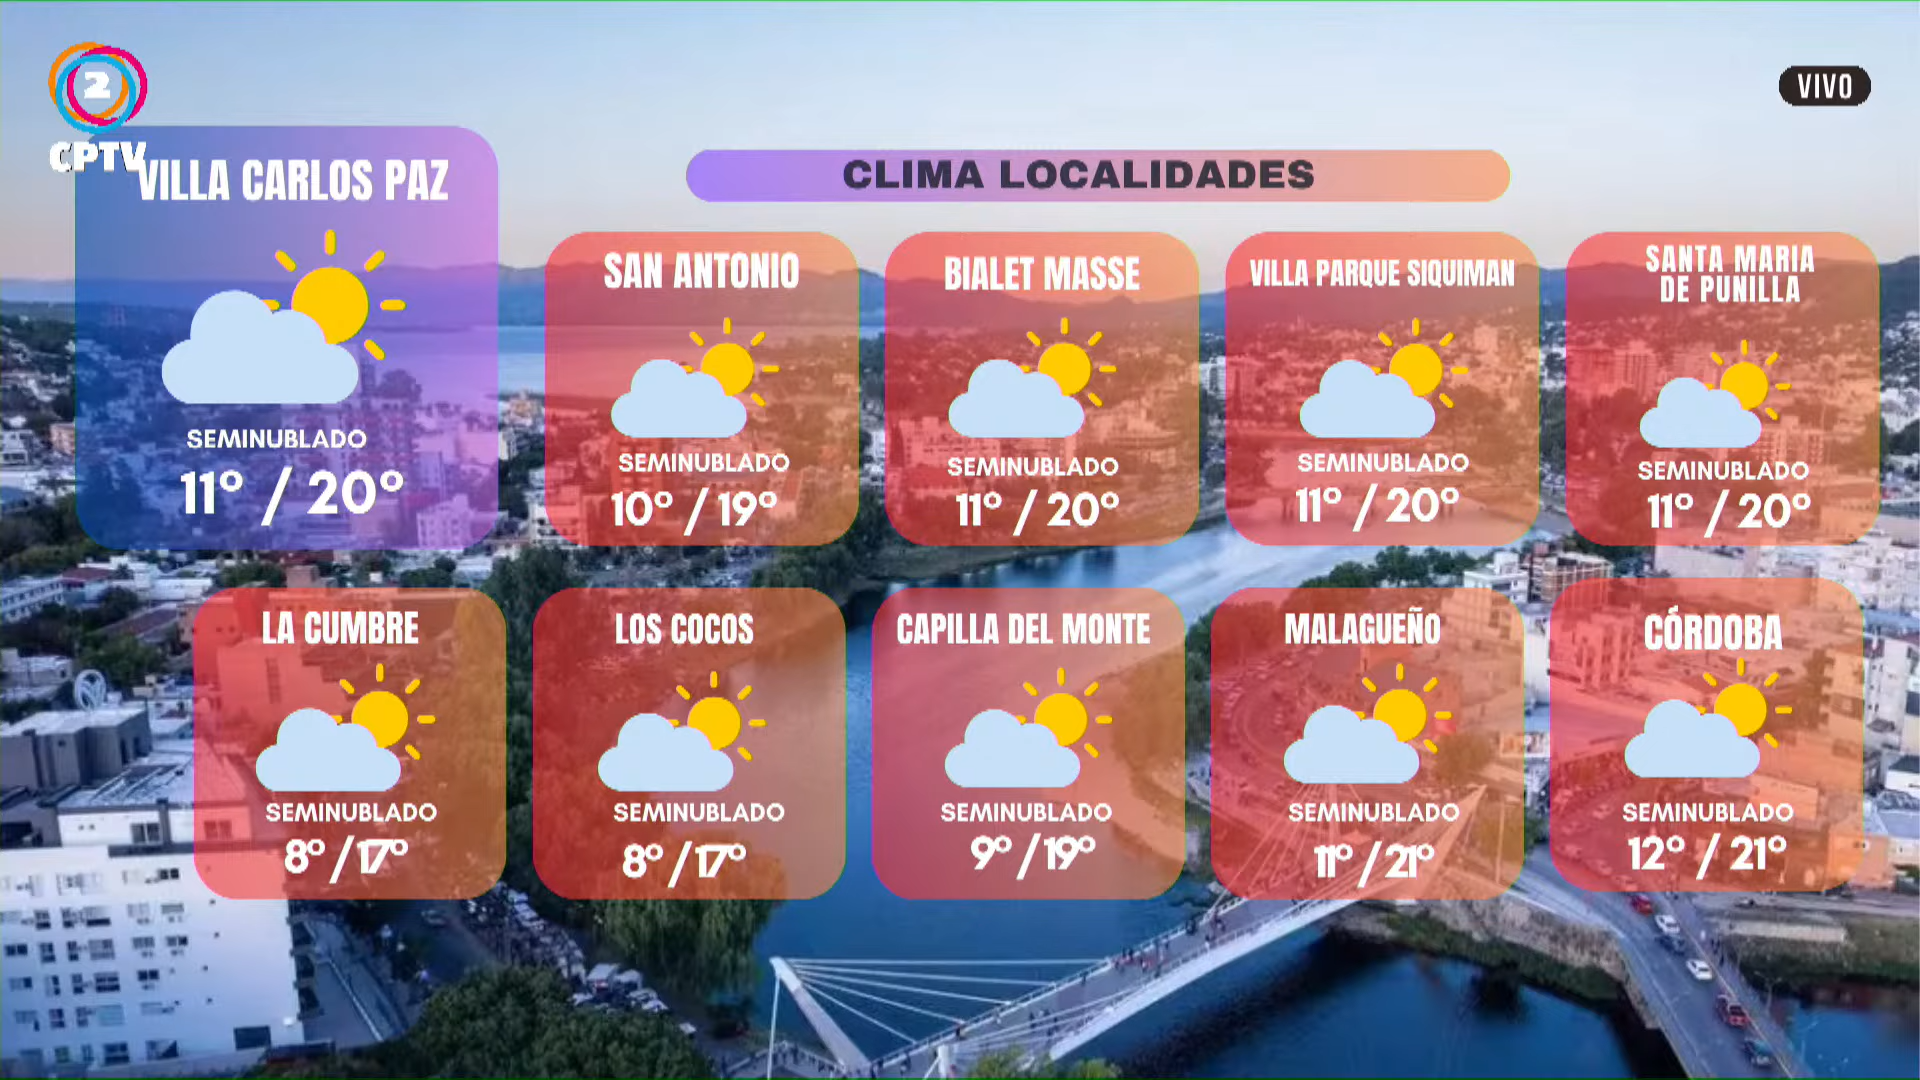 2
CPTV
VIVO
VILLA CARLOS PAZ
SEMINUBLADO
11° / 20°
CLIMA LOCALIDADES
SAN ANTONIO
SEMINUBLADO
10° / 19°
BIALET MASSE
SEMINUBLADO
11° / 20°
VILLA PARQUE SIQUIMAN
SEMINUBLADO
11° / 20°
SANTA MARIA
DE PUNILLA
SEMINUBLADO
11° / 20°
LA CUMBRE
SEMINUBLADO
8° / 17°
LOS COCOS
SEMINUBLADO
8° / 17°
CAPILLA DEL MONTE
SEMINUBLADO
9° / 19°
MALAGUEÑO
SEMINUBLADO
11° / 21°
CÓRDOBA
SEMINUBLADO
12° / 21°